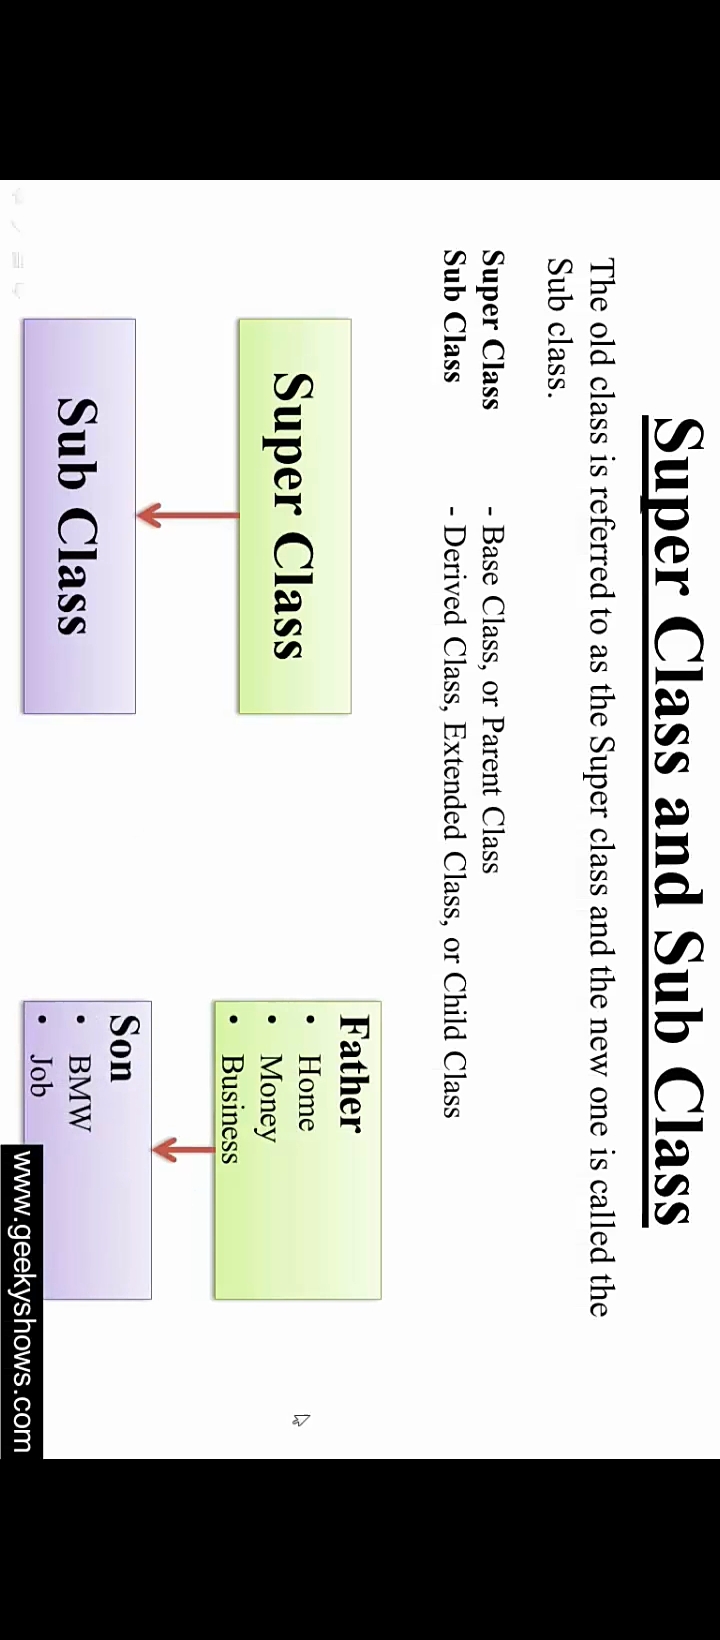 Super Class and Sub Class
The old class is referred to as the Super class and the new one is called the
Sub class.
Super Class - Base Class, or Parent Class
Sub Class - Derived Class, Extended Class, or Child Class
Super Class
Sub Class
Father
• Home
• Money
• Business
Son
• BMW
• Job
www.geekyshows.com